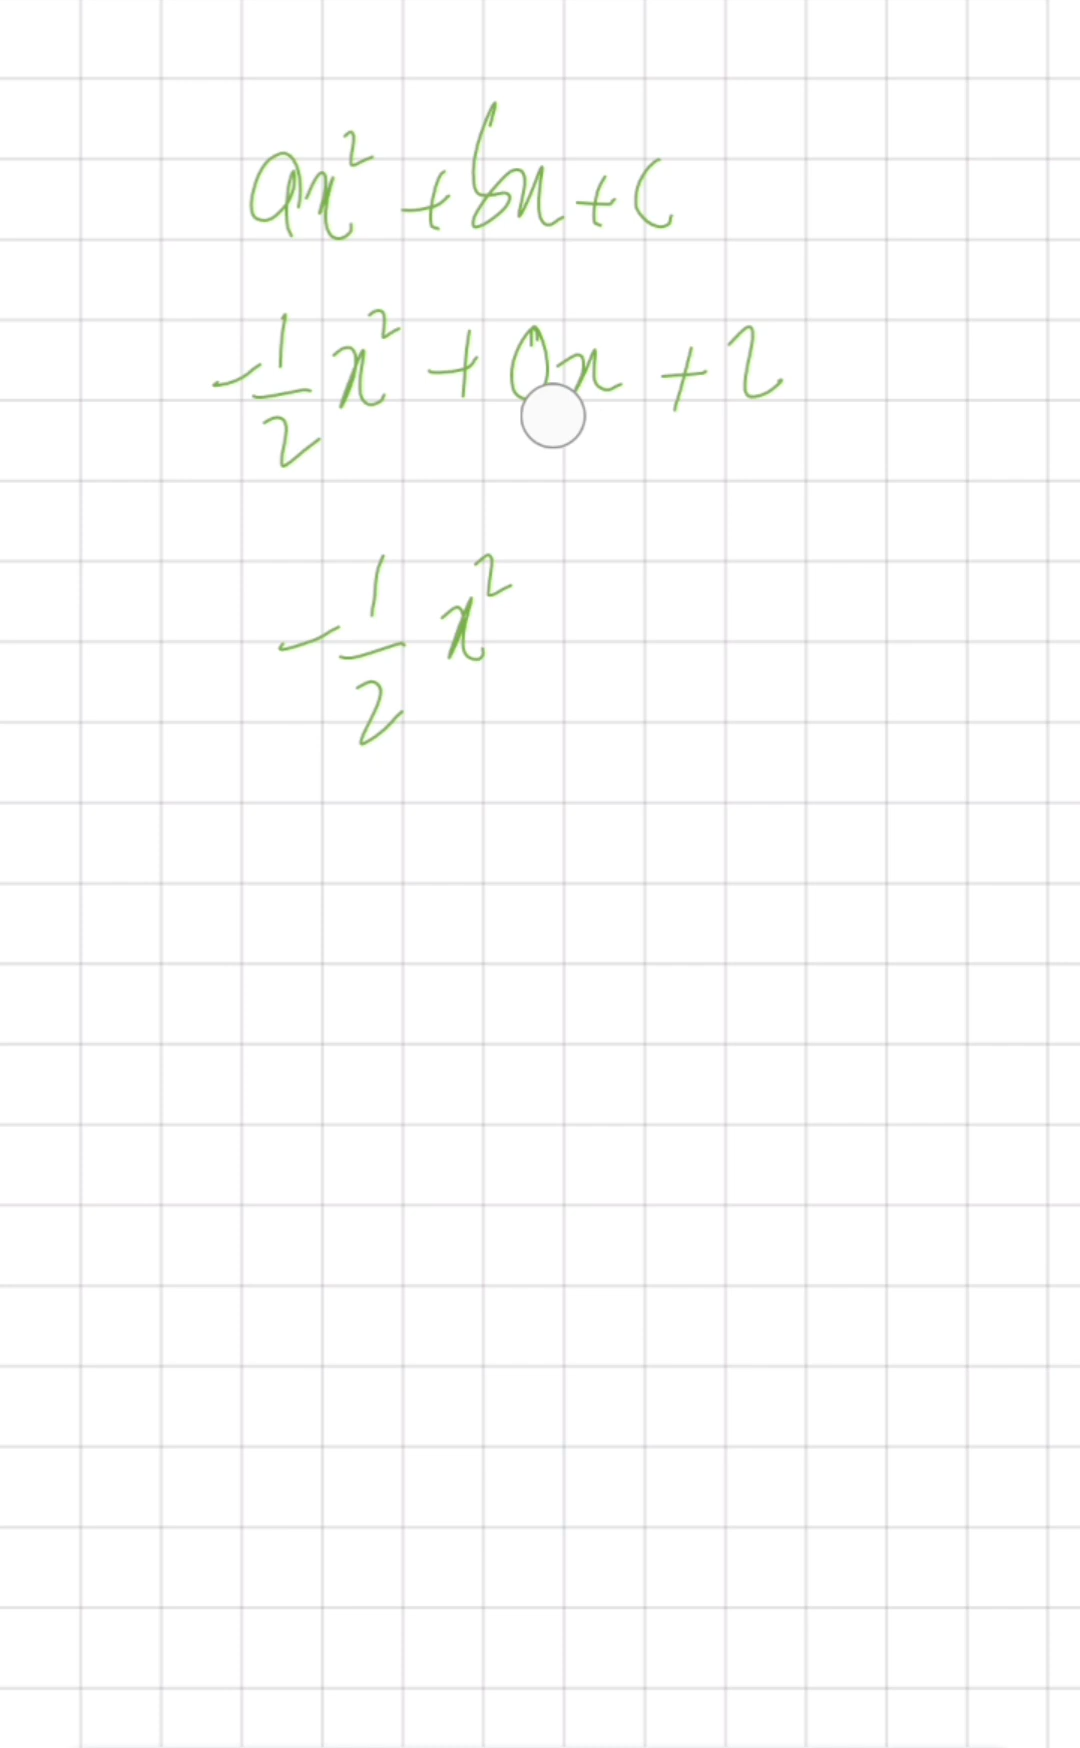 ax² + bx + c
-1/2 x² + 0x + 2
-1/2 x²